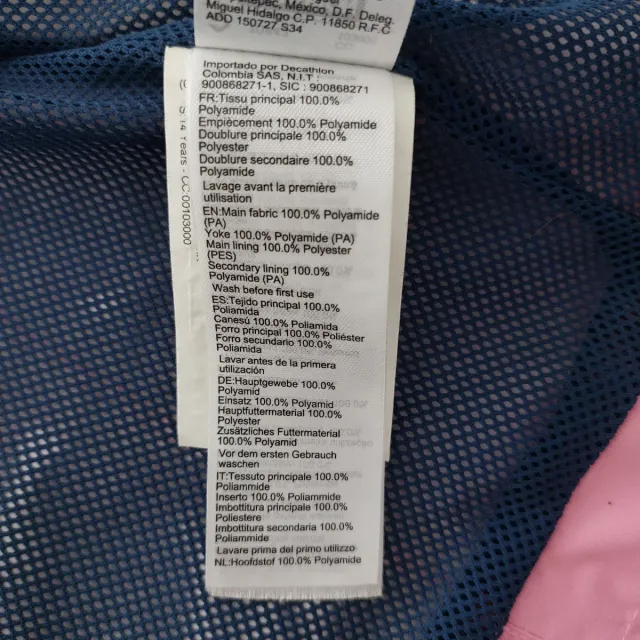 tepec, México, D.F. Deleg.
Miguel Hidalgo C.P. 11850 R.F.C
ADD 150727 S34
Importado por Decathlon
Colombia SAS, N.I.T :
900868271-1, SIC : 900868271
FR:Tissu principal 100.0%
Polyamide
Empiècement 100.0% Polyamide
Doublure principale 100.0%
Polyester
Doublure secondaire 100.0%
Polyamide
Lavage avant la première
utilisation
EN:Main fabric 100.0% Polyamide
(PA)
Yoke 100.0% Polyamide (PA)
Main lining 100.0% Polyester
(PES)
Secondary lining 100.0%
Polyamide (PA)
Wash before first use
ES:Tejido principal 100.0%
Poliamida
Canesú 100.0% Poliamida
Forro principal 100.0% Poliéster
Forro secundario 100.0%
Poliamida
Lavar antes de la primera
utilización
DE:Hauptgewebe 100.0%
Polyamid
Einsatz 100.0% Polyamid
Hauptfuttermaterial 100.0%
Polyester
Zusätzliches Futtermaterial
100.0% Polyamid
Vor dem ersten Gebrauch
waschen
IT:Tessuto principale 100.0%
Poliammide
Inserto 100.0% Poliammide
Imbottitura principale 100.0%
Poliestere
Imbottitura secondaria 100.0%
Poliammide
Lavare prima del primo utilizzo
NL:Hoofdstof 100.0% Polyamide
Years - CC 00103000